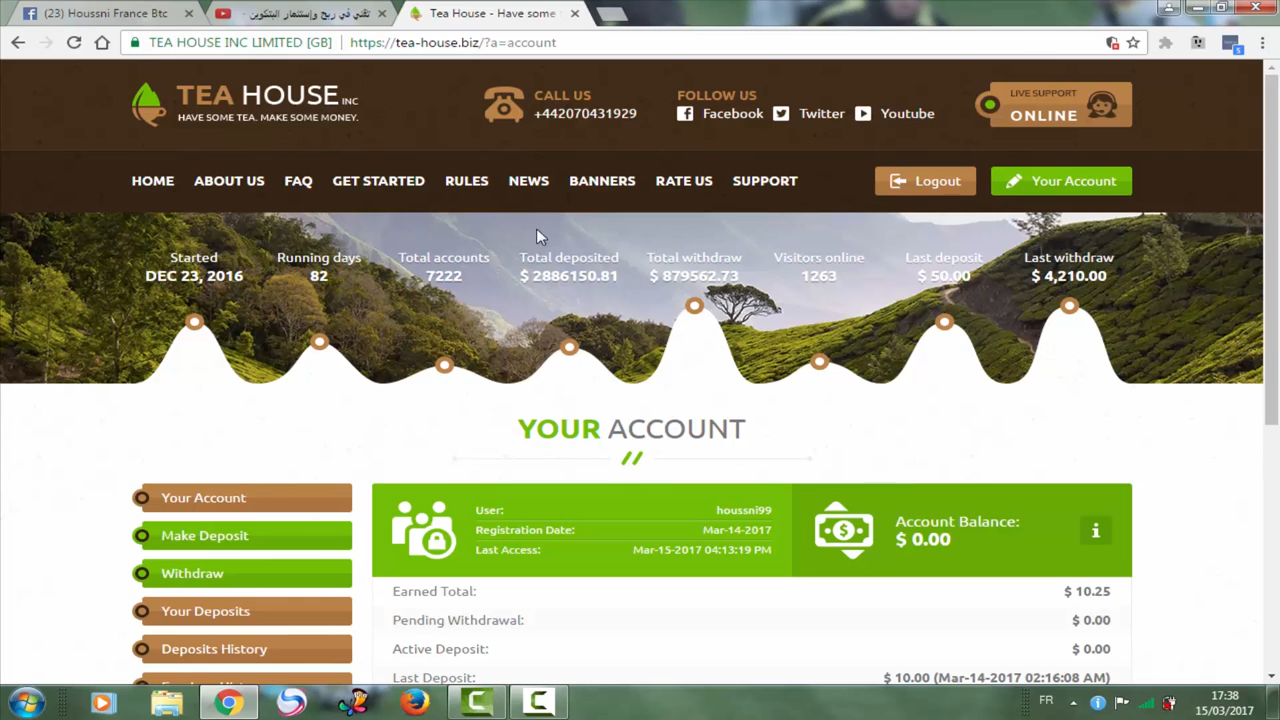 (23) Houssni France Btc
تقني في ربح وإستثمار البتكوين -
Tea House - Have some
TEA HOUSE INC LIMITED [GB]
https://tea-house.biz/?a=account
TEA HOUSE INC
HAVE SOME TEA. MAKE SOME MONEY.
CALL US
+442070431929
FOLLOW US
Facebook Twitter Youtube
LIVE SUPPORT
ONLINE
HOME ABOUT US FAQ GET STARTED RULES NEWS BANNERS RATE US SUPPORT
Logout Your Account
Started Running days Total accounts Total deposited Total withdraw Visitors online Last deposit Last withdraw
DEC 23, 2016 82 7222 $ 2886150.81 $ 879562.73 1263 $ 50.00 $ 4,210.00
YOUR ACCOUNT
Your Account
Make Deposit
Withdraw
Your Deposits
Deposits History
User: houssni99
Registration Date: Mar-14-2017
Last Access: Mar-15-2017 04:13:19 PM
Account Balance:
$ 0.00
Earned Total: $ 10.25
Pending Withdrawal: $ 0.00
Active Deposit: $ 0.00
Last Deposit: $ 10.00 (Mar-14-2017 02:16:08 AM)
FR
17:38
15/03/2017